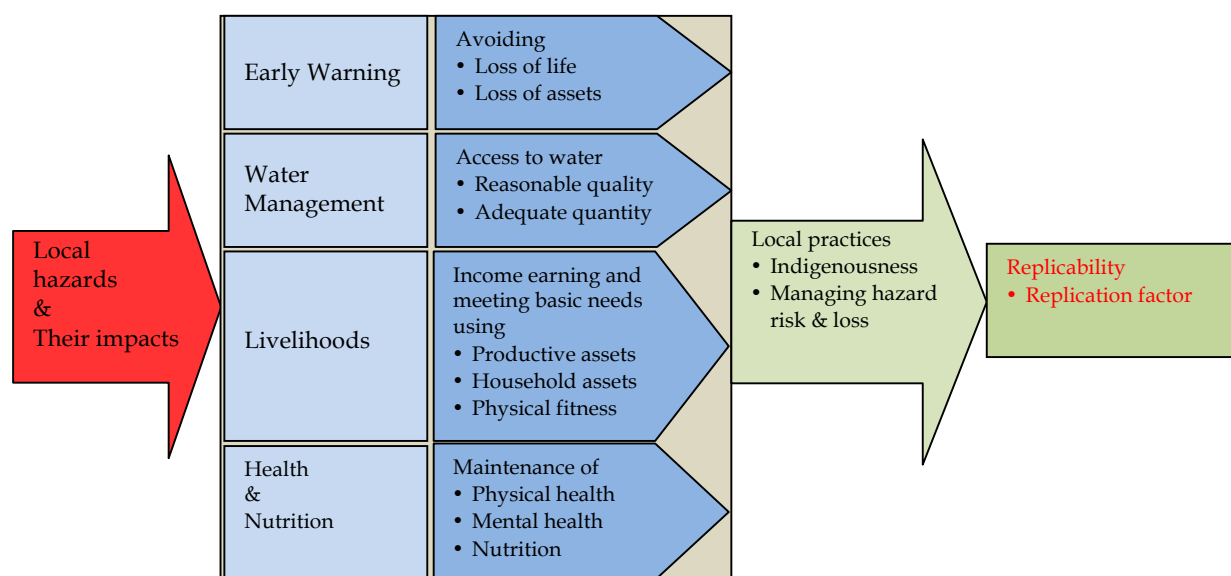 Local
hazards
&
Their impacts
Early Warning
Avoiding
• Loss of life
• Loss of assets
Water
Management
Access to water
• Reasonable quality
• Adequate quantity
Livelihoods
Income earning and
meeting basic needs
using
• Productive assets
• Household assets
• Physical fitness
Health
&
Nutrition
Maintenance of
• Physical health
• Mental health
• Nutrition
Local practices
• Indigenousness
• Managing hazard
risk & loss
Replicability
• Replication factor